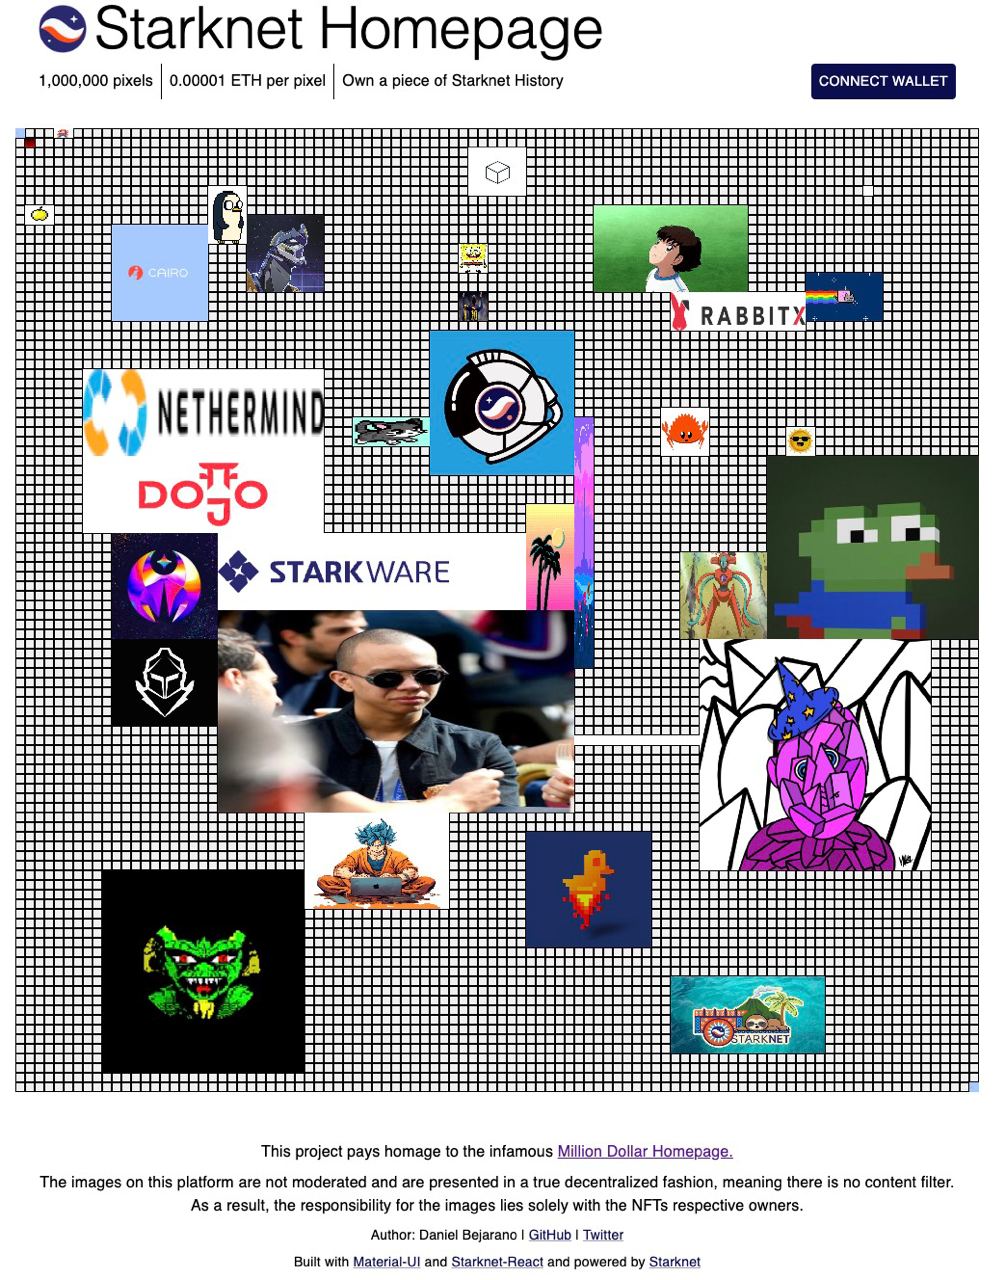 Starknet Homepage
1,000,000 pixels | 0.00001 ETH per pixel | Own a piece of Starknet History
CONNECT WALLET
CAIRO
RABBITX
NETHERMIND
DOJO
STARKWARE
STARKNET
This project pays homage to the infamous Million Dollar Homepage.
The images on this platform are not moderated and are presented in a true decentralized fashion, meaning there is no content filter.
As a result, the responsibility for the images lies solely with the NFTs respective owners.
Author: Daniel Bejarano | GitHub | Twitter
Built with Material-UI and Starknet-React and powered by Starknet